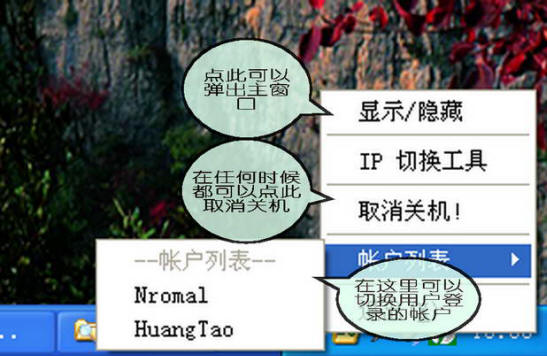 点此可以
弹出主窗
口
显示/隐藏
IP 切换工具
在任何时候
都可以点此
取消关机
取消关机!
帐户列表
--帐户列表--
Nromal
HuangTao
在这里可以
切换用户登
录的帐户